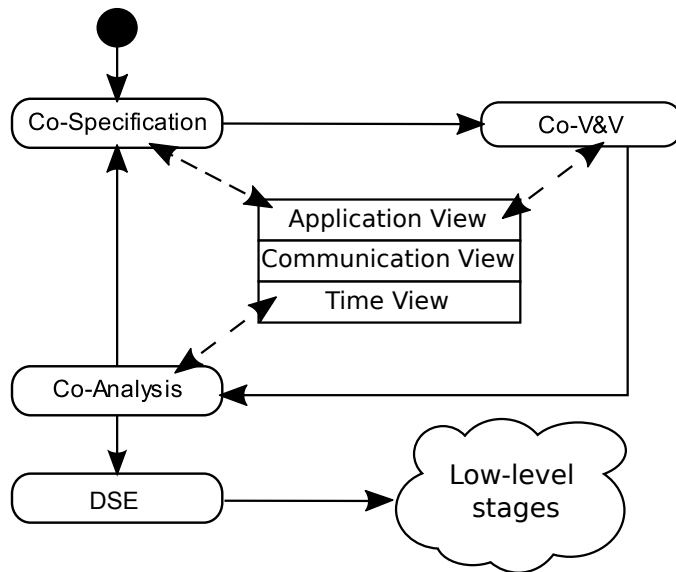 Co-Specification
Co-V&V
Application View
Communication View
Time View
Co-Analysis
DSE
Low-level
stages